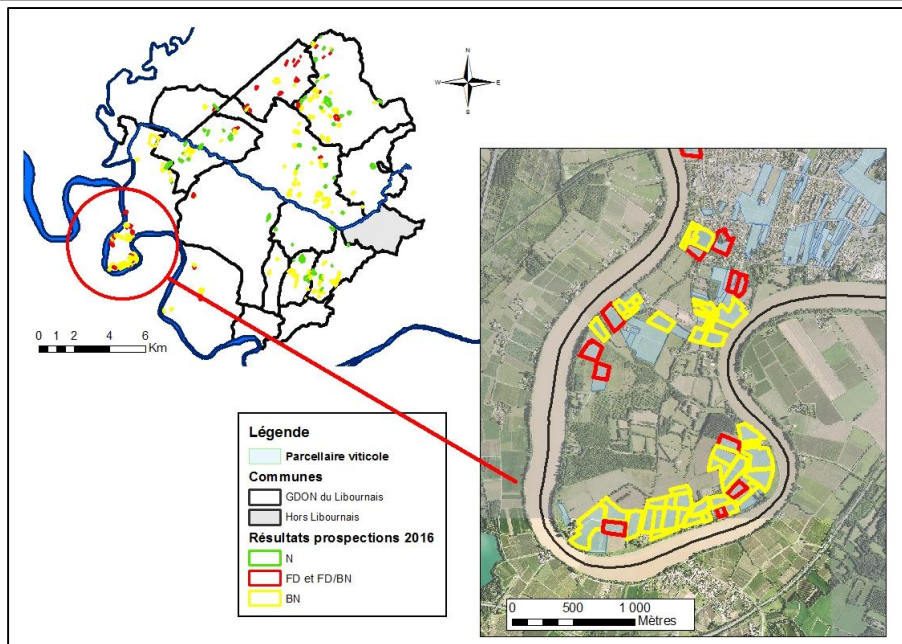 N
W
E
S
0 1 2 4 6
Km
Légende
Parcellaire viticole
Communes
GDON du Libournais
Hors Libournais
Résultats prospections 2016
N
FD et FD/BN
BN
0 500 1 000
Mètres